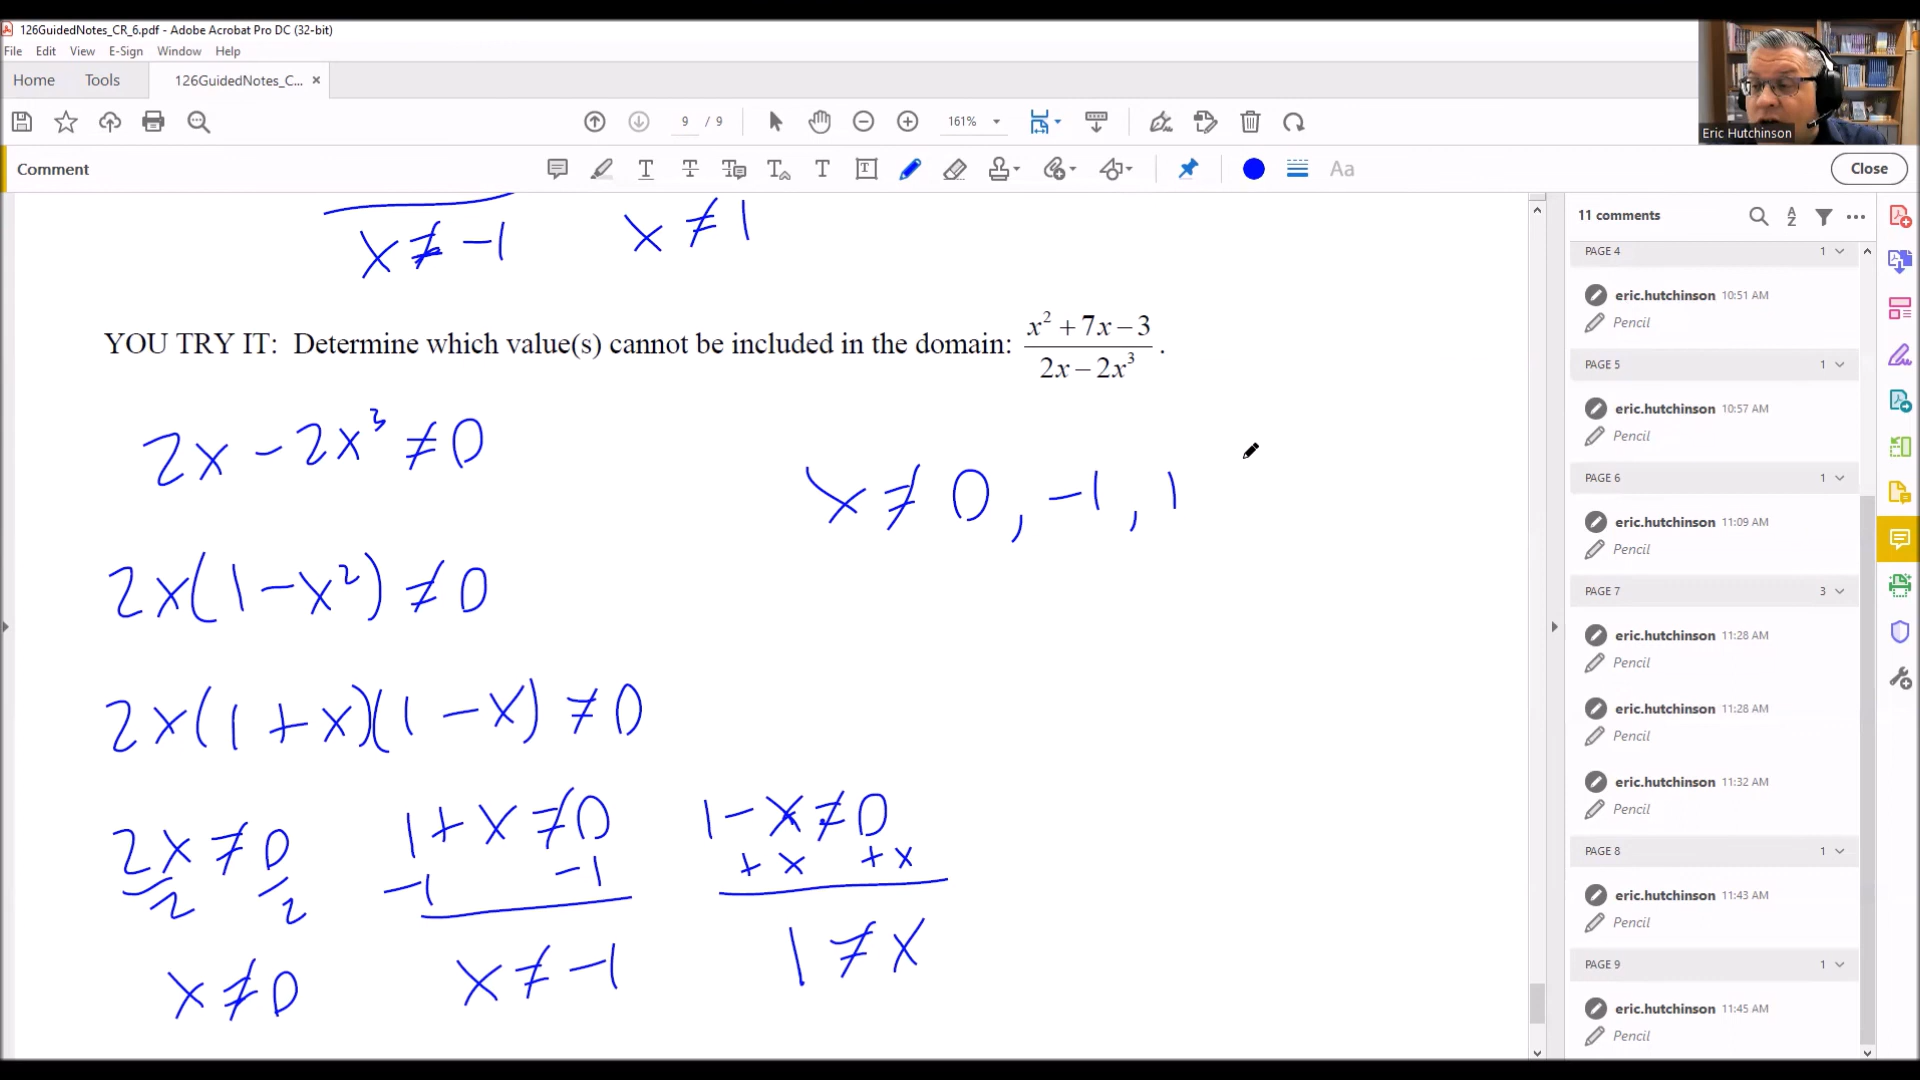 126GuidedNotes_CR_6.pdf - Adobe Acrobat Pro DC (32-bit)
File Edit View E-Sign Window Help
Home Tools 126GuidedNotes_C... ×
9 / 9 161%
Eric Hutchinson
Comment Aa Close
x ≠ -1 x ≠ 1
YOU TRY IT: Determine which value(s) cannot be included in the domain: (x² + 7x − 3)/(2x − 2x³).
2x - 2x³ ≠ 0
x ≠ 0, -1, 1
2x(1-x²) ≠ 0
2x(1+x)(1-x) ≠ 0
2x ≠ 0 1+x ≠ 0 1-x ≠ 0
2 2 -1 -1 +x +x
x ≠ 0 x ≠ -1 1 ≠ x
11 comments
PAGE 4 1
eric.hutchinson 10:51 AM
Pencil
PAGE 5 1
eric.hutchinson 10:57 AM
Pencil
PAGE 6 1
eric.hutchinson 11:09 AM
Pencil
PAGE 7 3
eric.hutchinson 11:28 AM
Pencil
eric.hutchinson 11:28 AM
Pencil
eric.hutchinson 11:32 AM
Pencil
PAGE 8 1
eric.hutchinson 11:43 AM
Pencil
PAGE 9 1
eric.hutchinson 11:45 AM
Pencil